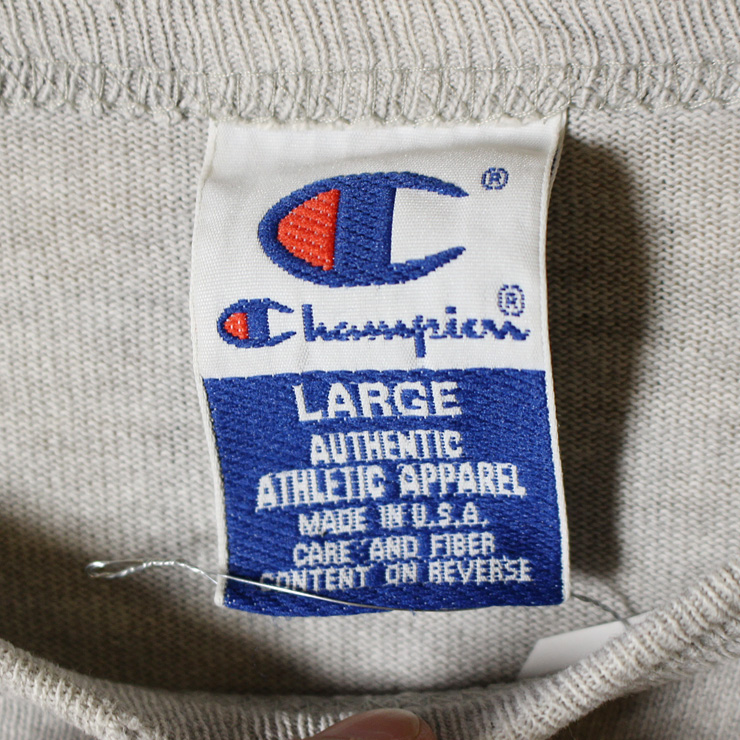 ®
Champion®
LARGE
AUTHENTIC
ATHLETIC APPAREL
MADE IN U.S.A.
CARE AND FIBER
CONTENT ON REVERSE